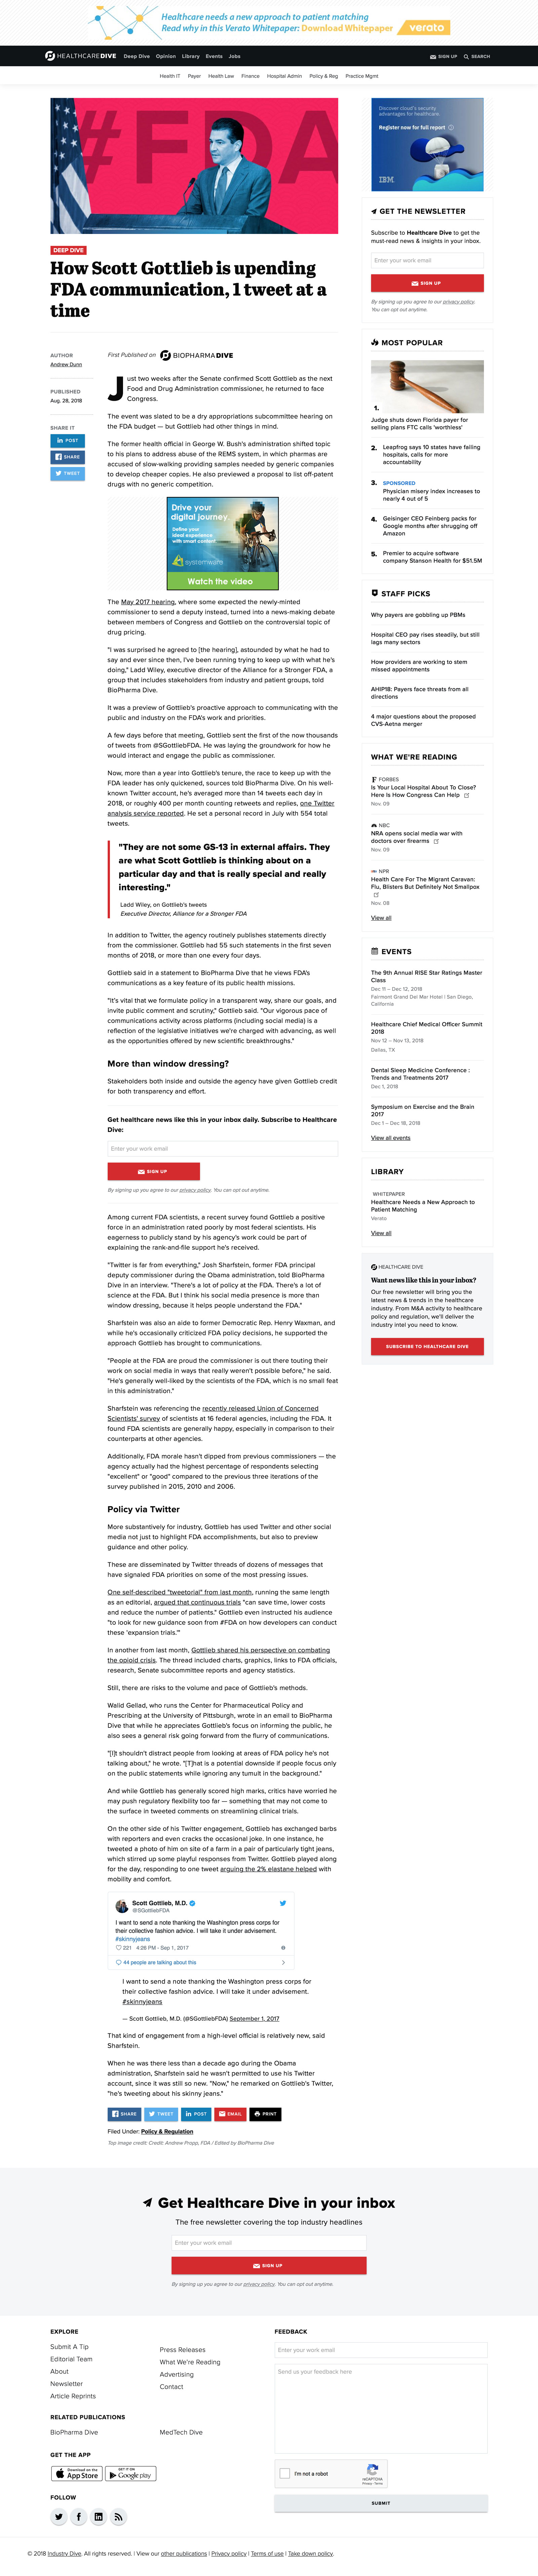 Healthcare needs a new approach to patient matching
Read why in this Verato Whitepaper: Download Whitepaper
verato
HEALTHCAREDIVE Deep Dive Opinion Library Events Jobs SIGN UP SEARCH
Health IT Payer Health Law Finance Hospital Admin Policy & Reg Practice Mgmt
#FDA
DEEP DIVE
How Scott Gottlieb is upending
FDA communication, 1 tweet at a
time
AUTHOR
Andrew Dunn
PUBLISHED
Aug. 28, 2018
SHARE IT
POST
SHARE
TWEET
First Published on BIOPHARMADIVE
Just two weeks after the Senate confirmed Scott Gottlieb as the next
Food and Drug Administration commissioner, he returned to face
Congress.
The event was slated to be a dry appropriations subcommittee hearing on
the FDA budget — but Gottlieb had other things in mind.
The former health official in George W. Bush's administration shifted topic
to his plans to address abuse of the REMS system, in which pharmas are
accused of slow-walking providing samples needed by generic companies
to develop cheaper copies. He also previewed a proposal to list off-patent
drugs with no generic competition.
Drive your
digital journey.
Define your
ideal experience
with smart content
systemware
Watch the video
The May 2017 hearing, where some expected the newly-minted
commissioner to send a deputy instead, turned into a news-making debate
between members of Congress and Gottlieb on the controversial topic of
drug pricing.
"I was surprised he agreed to [the hearing], astounded by what he had to
say and ever since then, I've been running trying to keep up with what he's
doing," Ladd Wiley, executive director of the Alliance for a Stronger FDA, a
group that includes stakeholders from industry and patient groups, told
BioPharma Dive.
It was a preview of Gottlieb's proactive approach to communicating with the
public and industry on the FDA's work and priorities.
A few days before that meeting, Gottlieb sent the first of the now thousands
of tweets from @SGottliebFDA. He was laying the groundwork for how he
would interact and engage the public as commissioner.
Now, more than a year into Gottlieb's tenure, the race to keep up with the
FDA leader has only quickened, sources told BioPharma Dive. On his well-
known Twitter account, he's averaged more than 14 tweets each day in
2018, or roughly 400 per month counting retweets and replies, one Twitter
analysis service reported. He set a personal record in July with 554 total
tweets.
"They are not some GS-13 in external affairs. They
are what Scott Gottlieb is thinking about on a
particular day and that is really special and really
interesting."
Ladd Wiley, on Gottlieb's tweets
Executive Director, Alliance for a Stronger FDA
In addition to Twitter, the agency routinely publishes statements directly
from the commissioner. Gottlieb had 55 such statements in the first seven
months of 2018, or more than one every four days.
Gottlieb said in a statement to BioPharma Dive that he views FDA's
communications as a key feature of its public health missions.
"It's vital that we formulate policy in a transparent way, share our goals, and
invite public comment and scrutiny," Gottlieb said. "Our vigorous pace of our
communications activity across platforms (including social media) is a
reflection of the legislative initiatives we're charged with advancing, as well
as the opportunities offered by new scientific breakthroughs."
More than window dressing?
Stakeholders both inside and outside the agency have given Gottlieb credit
for both transparency and effort.
Get healthcare news like this in your inbox daily. Subscribe to Healthcare
Dive:
Enter your work email
SIGN UP
By signing up you agree to our privacy policy. You can opt out anytime.
Among current FDA scientists, a recent survey found Gottlieb a positive
force in an administration rated poorly by most federal scientists. His
eagerness to publicly stand by his agency's work could be part of
explaining the rank-and-file support he's received.
"Twitter is far from everything," Josh Sharfstein, former FDA principal
deputy commissioner during the Obama administration, told BioPharma
Dive in an interview. "There's a lot of policy at the FDA. There's a lot of
science at the FDA. But I think his social media presence is more than
window dressing, because it helps people understand the FDA."
Sharfstein was also an aide to former Democratic Rep. Henry Waxman, and
while he's occasionally criticized FDA policy decisions, he supported the
approach Gottlieb has brought to communications.
"People at the FDA are proud the commissioner is out there touting their
work on social media in ways that really weren't possible before," he said.
"He's generally well-liked by the scientists of the FDA, which is no small feat
in this administration."
Sharfstein was referencing the recently released Union of Concerned
Scientists' survey of scientists at 16 federal agencies, including the FDA. It
found FDA scientists are generally happy, especially in comparison to their
counterparts at other agencies.
Additionally, FDA morale hasn't dipped from previous commissioners — the
agency actually had the highest percentage of respondents selecting
"excellent" or "good" compared to the previous three iterations of the
survey published in 2015, 2010 and 2006.
Policy via Twitter
More substantively for industry, Gottlieb has used Twitter and other social
media not just to highlight FDA accomplishments, but also to preview
guidance and other policy.
These are disseminated by Twitter threads of dozens of messages that
have signaled FDA priorities on some of the most pressing issues.
One self-described "tweetorial" from last month, running the same length
as an editorial, argued that continuous trials "can save time, lower costs
and reduce the number of patients." Gottlieb even instructed his audience
"to look for new guidance soon from #FDA on how developers can conduct
these 'expansion trials.'"
In another from last month, Gottlieb shared his perspective on combating
the opioid crisis. The thread included charts, graphics, links to FDA officials,
research, Senate subcommittee reports and agency statistics.
Still, there are risks to the volume and pace of Gottlieb's methods.
Walid Gellad, who runs the Center for Pharmaceutical Policy and
Prescribing at the University of Pittsburgh, wrote in an email to BioPharma
Dive that while he appreciates Gottlieb's focus on informing the public, he
also sees a general risk going forward from the flurry of communications.
"[I]t shouldn't distract people from looking at areas of FDA policy he's not
talking about," he wrote. "[T]hat is a potential downside if people focus only
on the public statements while ignoring any tumult in the background."
And while Gottlieb has generally scored high marks, critics have worried he
may push regulatory flexibility too far — something that may not come to
the surface in tweeted comments on streamlining clinical trials.
On the other side of his Twitter engagement, Gottlieb has exchanged barbs
with reporters and even cracks the occasional joke. In one instance, he
tweeted a photo of him on site of a farm in a pair of particularly tight jeans,
which stirred up some playful responses from Twitter. Gottlieb played along
for the day, responding to one tweet arguing the 2% elastane helped with
mobility and comfort.
Scott Gottlieb, M.D.
@SGottliebFDA
I want to send a note thanking the Washington press corps for
their collective fashion advice. I will take it under advisement.
#skinnyjeans
221 4:28 PM - Sep 1, 2017
44 people are talking about this
I want to send a note thanking the Washington press corps for
their collective fashion advice. I will take it under advisement.
#skinnyjeans
— Scott Gottlieb, M.D. (@SGottliebFDA) September 1, 2017
That kind of engagement from a high-level official is relatively new, said
Sharfstein.
When he was there less than a decade ago during the Obama
administration, Sharfstein said he wasn't permitted to use his Twitter
account, since it was still so new. "Now," he remarked on Gottlieb's Twitter,
"he's tweeting about his skinny jeans."
SHARE TWEET POST EMAIL PRINT
Filed Under: Policy & Regulation
Top image credit: Credit: Andrew Propp, FDA / Edited by BioPharma Dive
Discover cloud's security
advantages for healthcare.
Register now for full report
IBM
GET THE NEWSLETTER
Subscribe to Healthcare Dive to get the
must-read news & insights in your inbox.
Enter your work email
SIGN UP
By signing up you agree to our privacy policy.
You can opt out anytime.
MOST POPULAR
1.
Judge shuts down Florida payer for
selling plans FTC calls 'worthless'
2. Leapfrog says 10 states have failing
hospitals, calls for more
accountability
3. SPONSORED
Physician misery index increases to
nearly 4 out of 5
4. Geisinger CEO Feinberg packs for
Google months after shrugging off
Amazon
5. Premier to acquire software
company Stanson Health for $51.5M
STAFF PICKS
Why payers are gobbling up PBMs
Hospital CEO pay rises steadily, but still
lags many sectors
How providers are working to stem
missed appointments
AHIP18: Payers face threats from all
directions
4 major questions about the proposed
CVS-Aetna merger
WHAT WE'RE READING
FORBES
Is Your Local Hospital About To Close?
Here Is How Congress Can Help
Nov. 09
NBC
NRA opens social media war with
doctors over firearms
Nov. 09
NPR
Health Care For The Migrant Caravan:
Flu, Blisters But Definitely Not Smallpox
Nov. 08
View all
EVENTS
The 9th Annual RISE Star Ratings Master
Class
Dec 11 – Dec 12, 2018
Fairmont Grand Del Mar Hotel | San Diego,
California
Healthcare Chief Medical Officer Summit
2018
Nov 12 – Nov 13, 2018
Dallas, TX
Dental Sleep Medicine Conference :
Trends and Treatments 2017
Dec 1, 2018
Symposium on Exercise and the Brain
2017
Dec 1 – Dec 18, 2018
View all events
LIBRARY
WHITEPAPER
Healthcare Needs a New Approach to
Patient Matching
Verato
View all
HEALTHCARE DIVE
Want news like this in your inbox?
Our free newsletter will bring you the
latest news & trends in the healthcare
industry. From M&A activity to healthcare
policy and regulation, we'll deliver the
industry intel you need to know.
SUBSCRIBE TO HEALTHCARE DIVE
Get Healthcare Dive in your inbox
The free newsletter covering the top industry headlines
Enter your work email
SIGN UP
By signing up you agree to our privacy policy. You can opt out anytime.
EXPLORE
Submit A Tip
Editorial Team
About
Newsletter
Article Reprints
Press Releases
What We're Reading
Advertising
Contact
RELATED PUBLICATIONS
BioPharma Dive MedTech Dive
GET THE APP
Download on the App Store
GET IT ON Google play
FOLLOW
FEEDBACK
Enter your work email
Send us your feedback here
I'm not a robot
reCAPTCHA
Privacy - Terms
SUBMIT
© 2018 Industry Dive. All rights reserved. | View our other publications | Privacy policy | Terms of use | Take down policy.